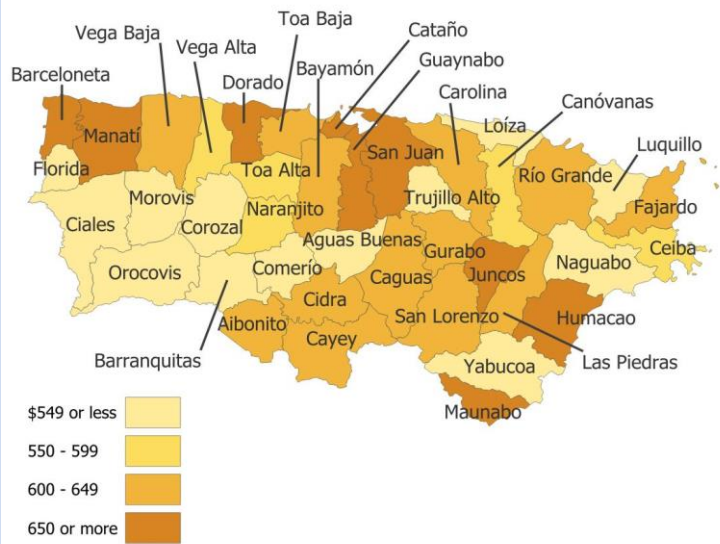 Toa Baja
Vega Baja
Vega Alta
Cataño
Guaynabo
Barceloneta
Dorado
Bayamón
Carolina
Canóvanas
Manatí
Loíza
Luquillo
San Juan
Florida
Toa Alta
Río Grande
Morovis
Trujillo Alto
Naranjito
Fajardo
Ciales
Corozal
Aguas Buenas
Gurabo
Ceiba
Orocovis
Comerío
Caguas
Juncos
Naguabo
Cidra
Aibonito
San Lorenzo
Humacao
Cayey
Barranquitas
Las Piedras
Yabucoa
Maunabo
$549 or less
550 - 599
600 - 649
650 or more